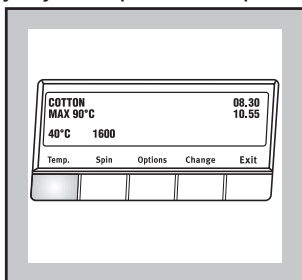 COTTON 08.30
MAX 90°C 10.55
40°C 1600
Temp. Spin Options Change Exit